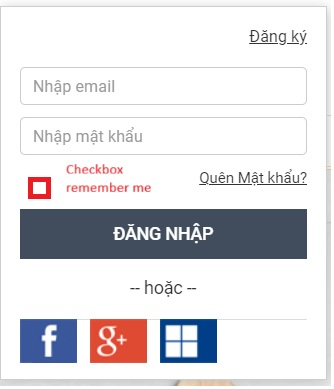 Đăng ký
Nhập email
Nhập mật khẩu
Checkbox
remember me
Quên Mật khẩu?
ĐĂNG NHẬP
-- hoặc --
f
g+